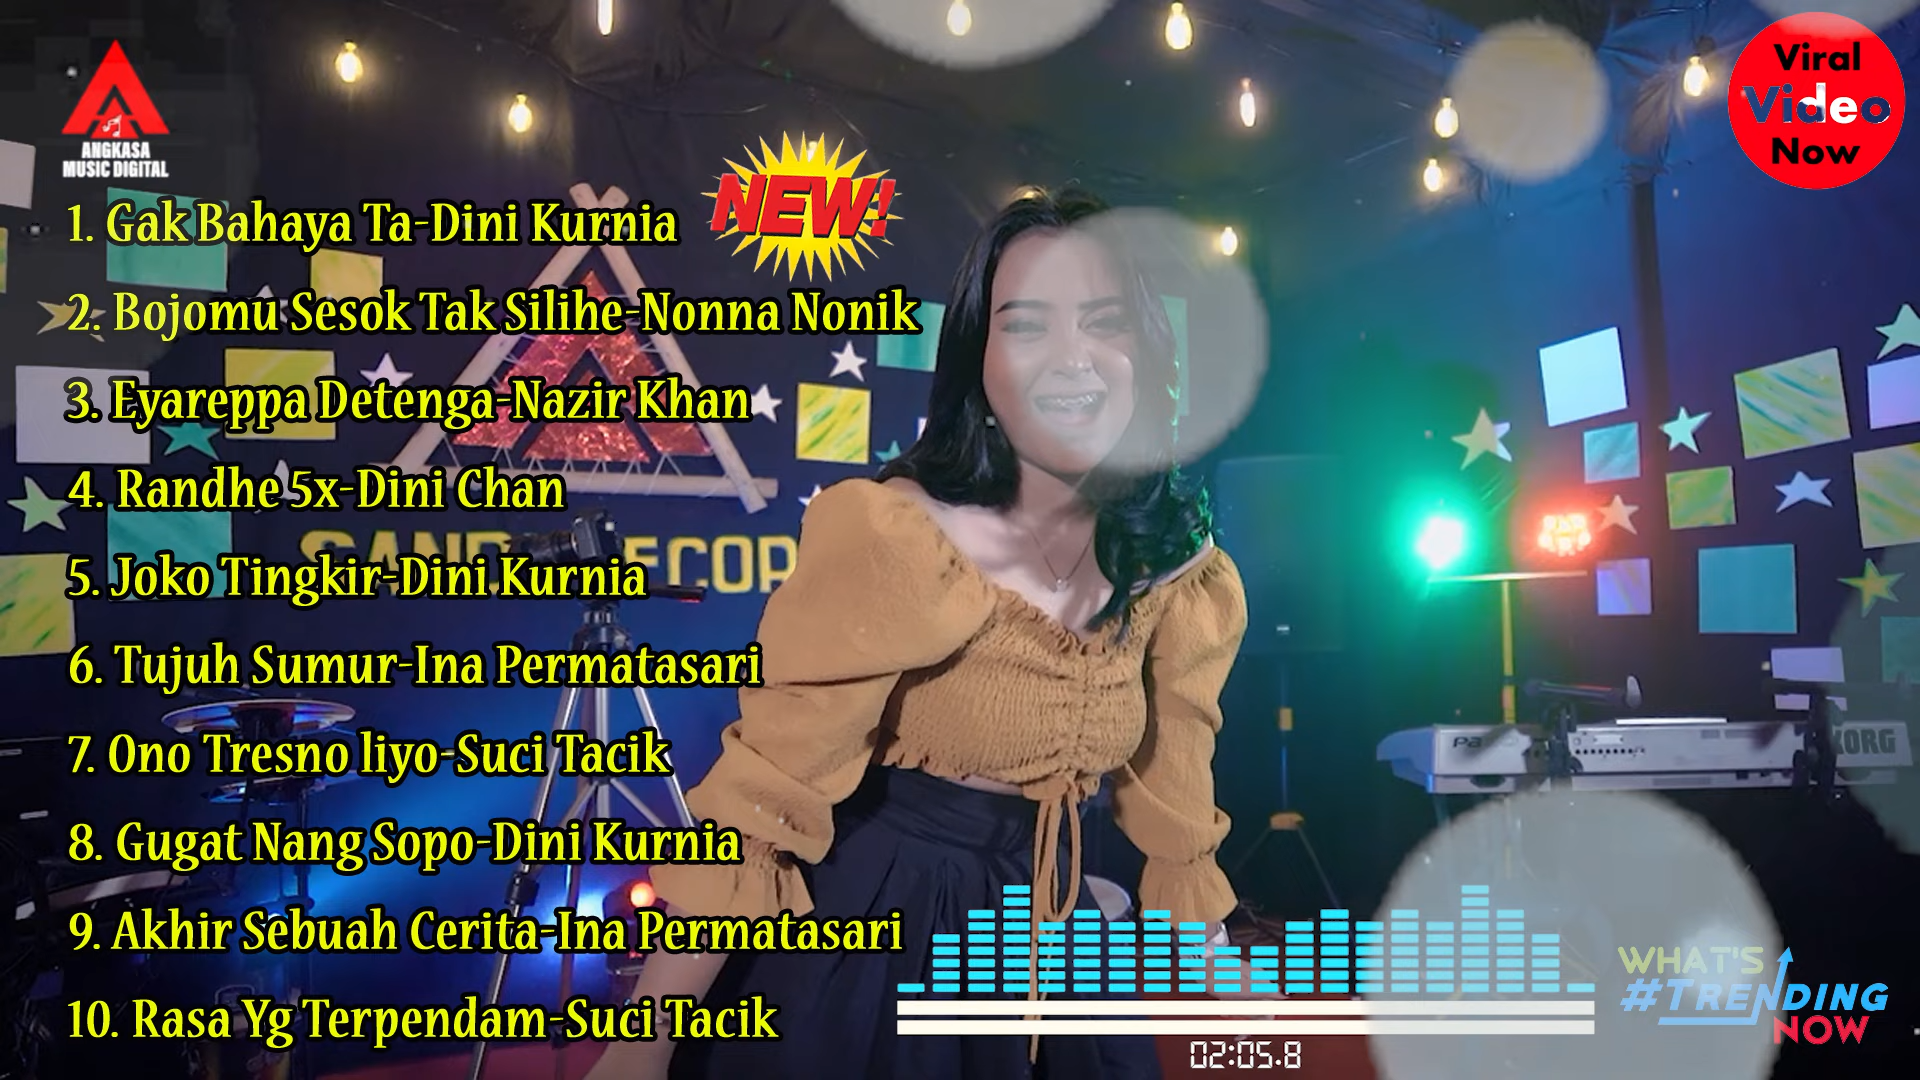 Viral
Video
Now
ANGKASA
MUSIC DIGITAL
NEW!
1. Gak Bahaya Ta-Dini Kurnia
2. Bojomu Sesok Tak Silihe-Nonna Nonik
3. Eyareppa Detenga-Nazir Khan
4. Randhe 5x-Dini Chan
5. Joko Tingkir-Dini Kurnia
6. Tujuh Sumur-Ina Permatasari
7. Ono Tresno liyo-Suci Tacik
8. Gugat Nang Sopo-Dini Kurnia
9. Akhir Sebuah Cerita-Ina Permatasari
10. Rasa Yg Terpendam-Suci Tacik
KORG
WHAT'S
#TRENDING
NOW
02:05.8